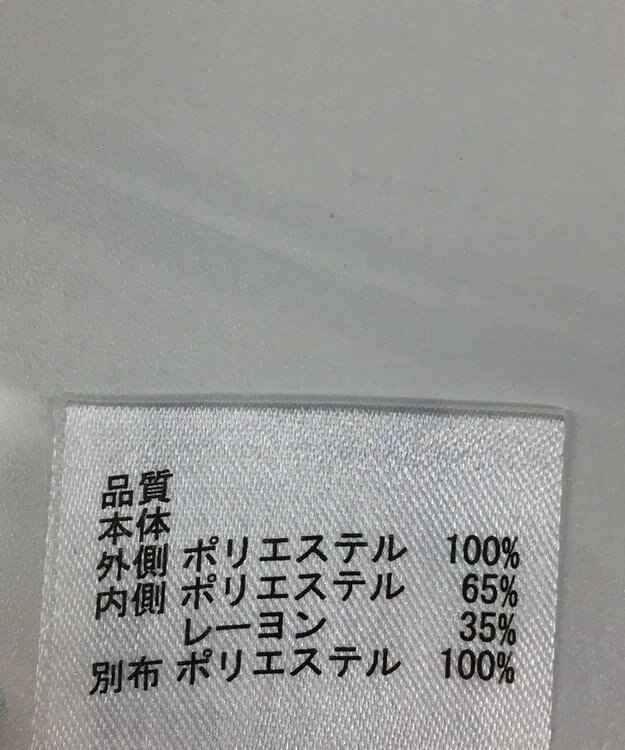 品質
本体
外側 ポリエステル 100%
内側 ポリエステル 65%
レーヨン 35%
別布 ポリエステル 100%